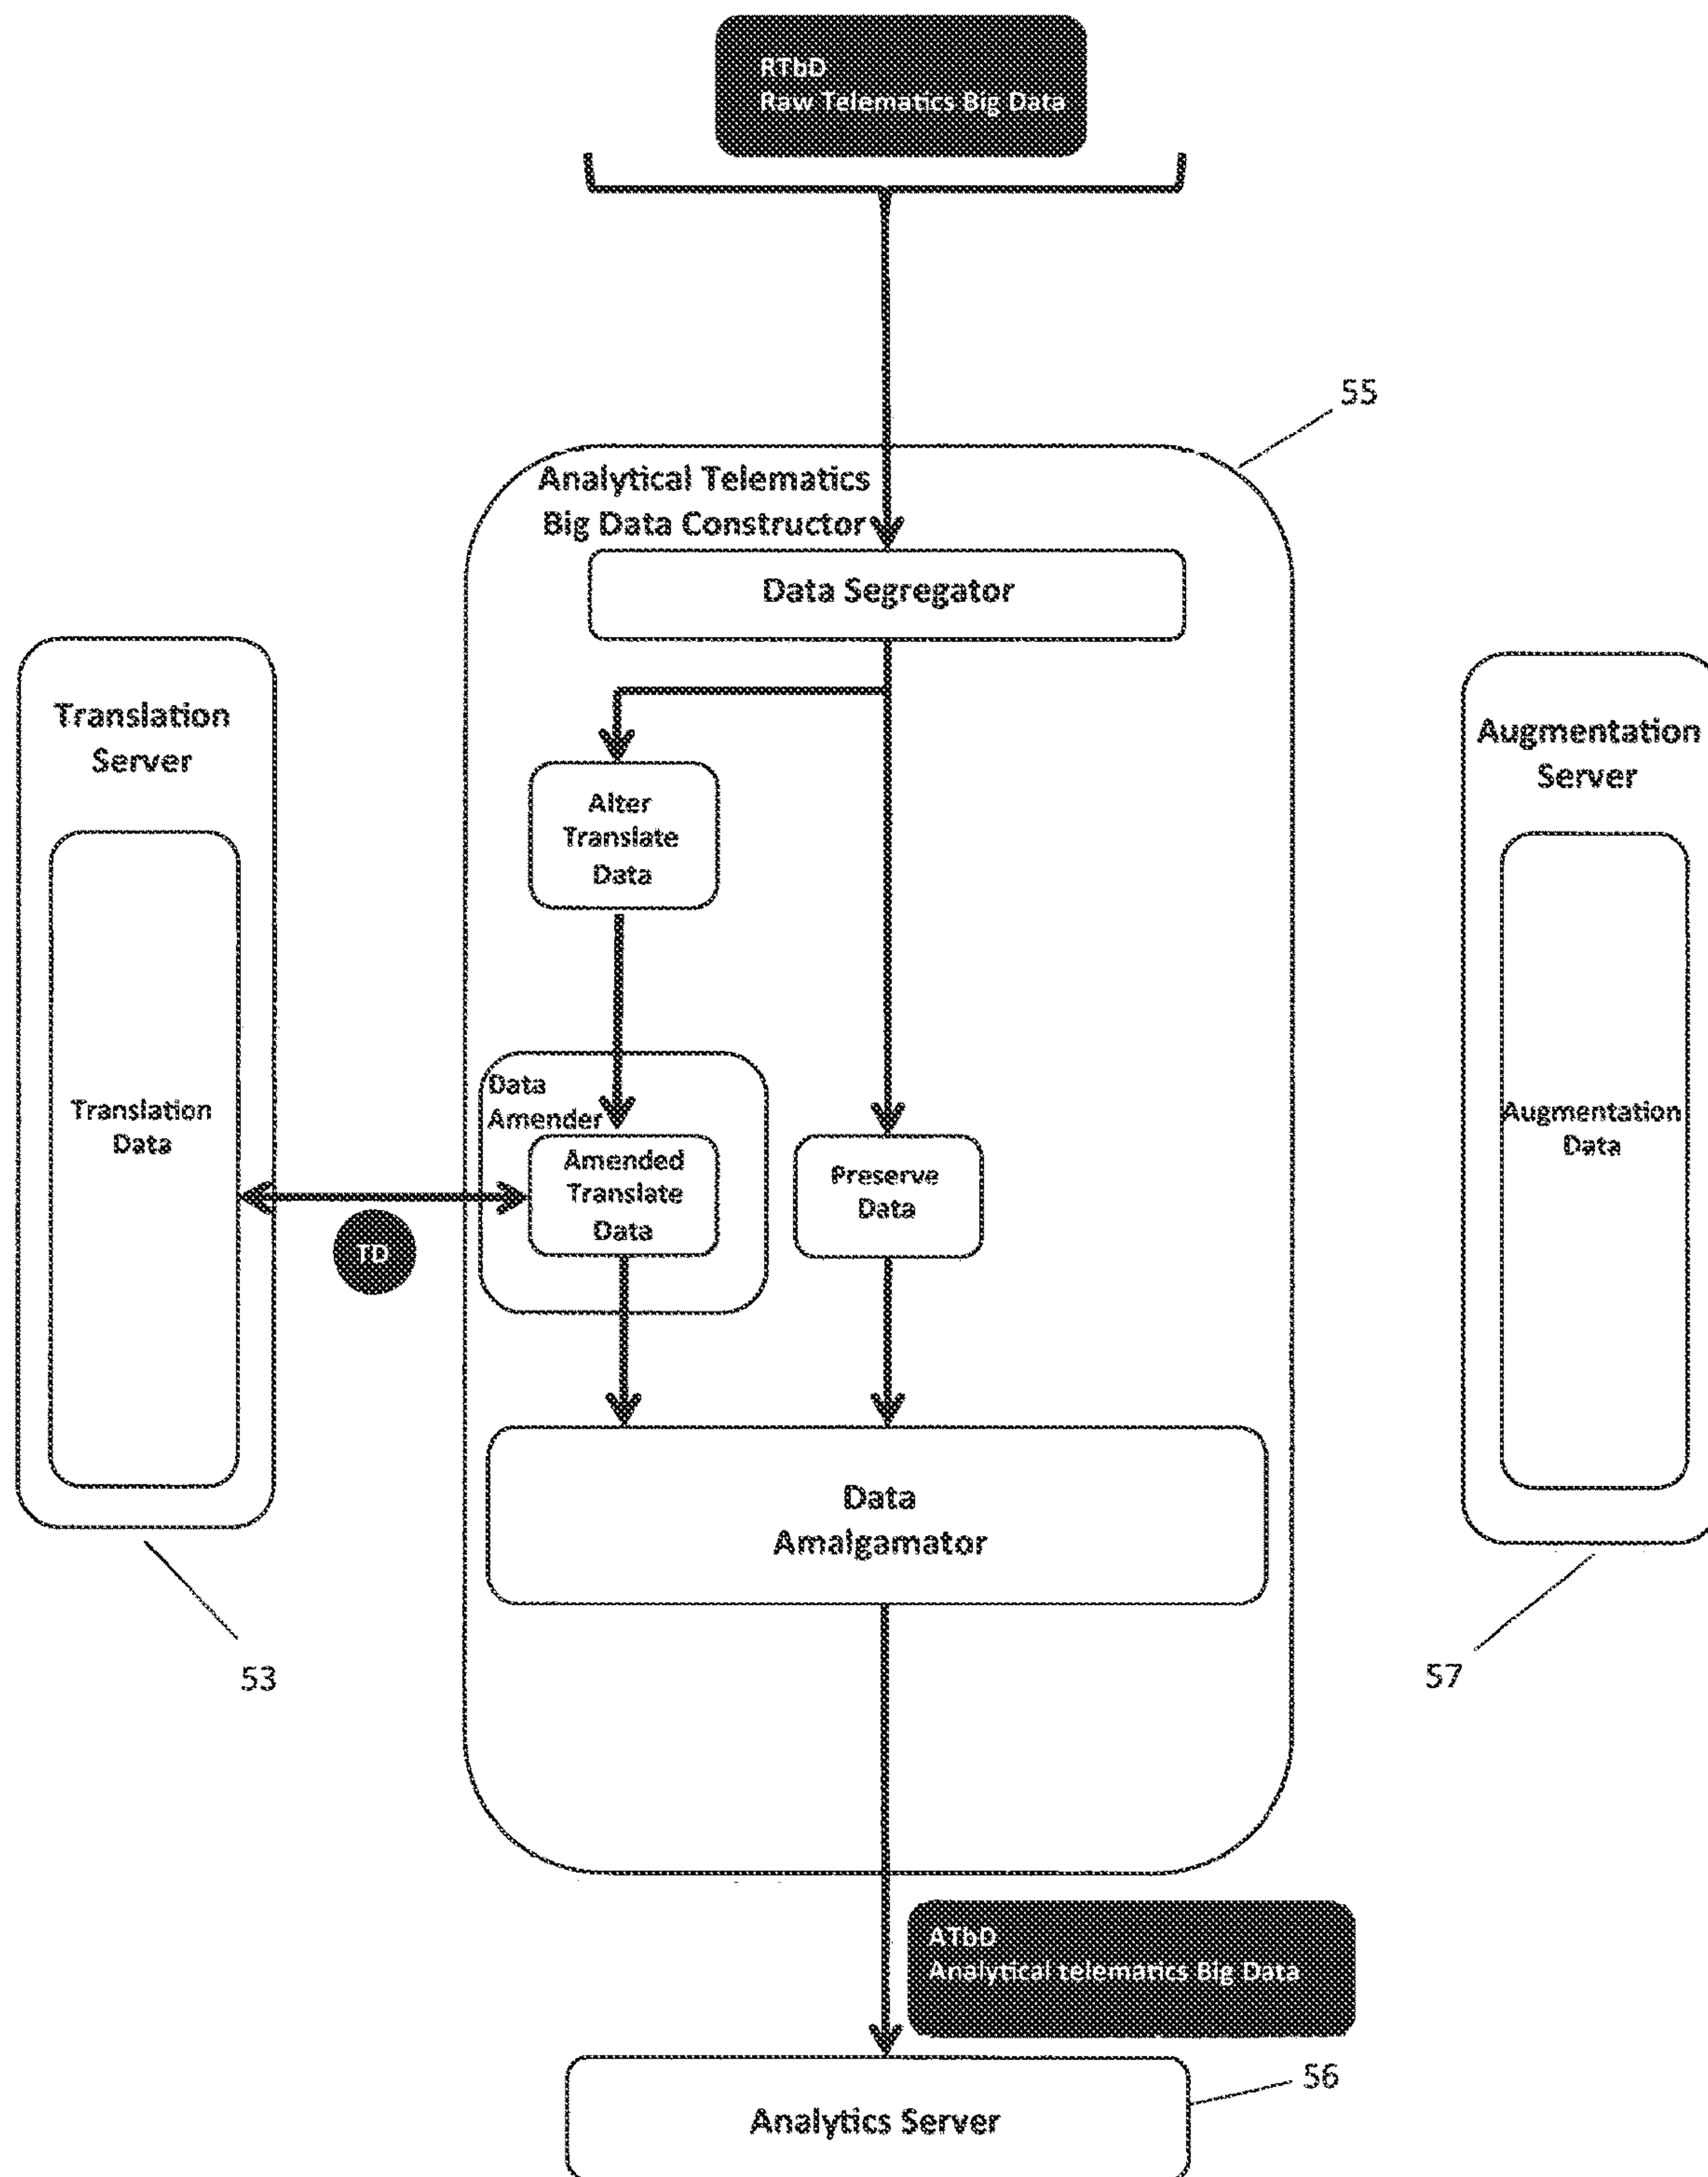 RTbD
Raw Telematics Big Data
55
Analytical Telematics
Big Data Constructor
Data Segregator
Translation
Server
Augmentation
Server
Alter
Translate
Data
Data
Amender
Translation
Data
Augmentation
Data
Amended
Translate
Data
Preserve
Data
TD
Data
Amalgamator
53
57
ATbD
Analytical telematics Big Data
56
Analytics Server